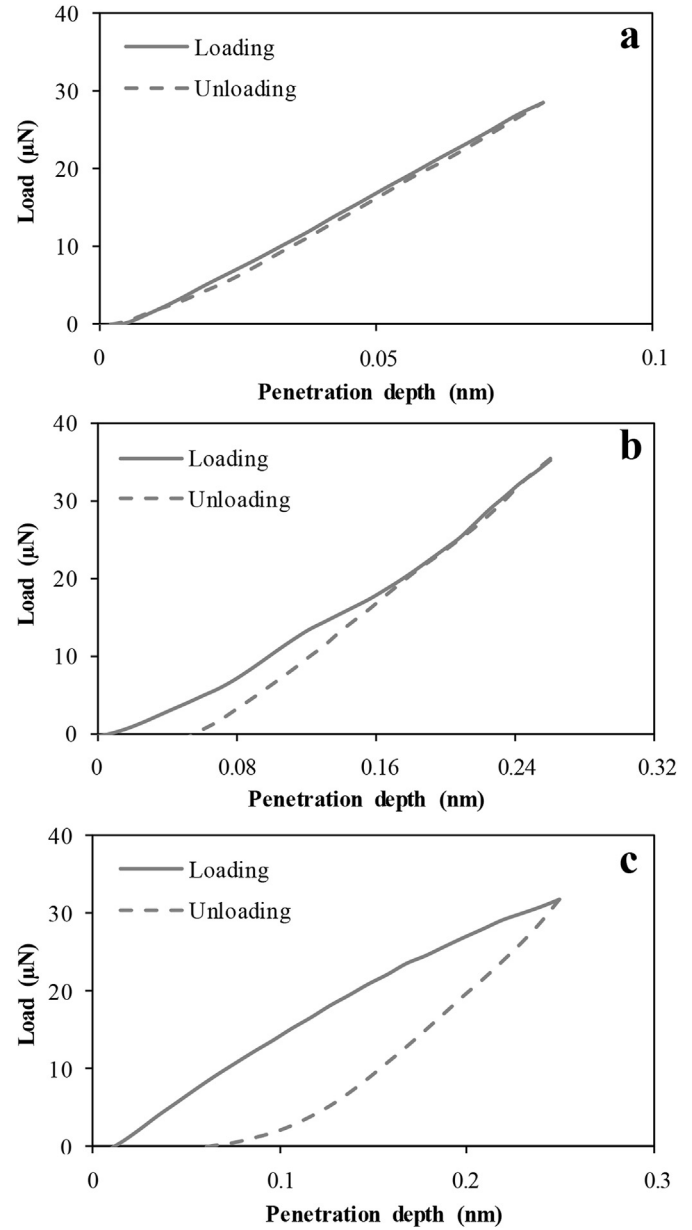 a
40
30
20
10
0
Load (µN)
Loading
Unloading
0 0.05 0.1
Penetration depth (nm)
b
40
30
20
10
0
Load (µN)
Loading
Unloading
0 0.08 0.16 0.24 0.32
Penetration depth (nm)
c
40
30
20
10
0
Load (µN)
Loading
Unloading
0 0.1 0.2 0.3
Penetration depth (nm)